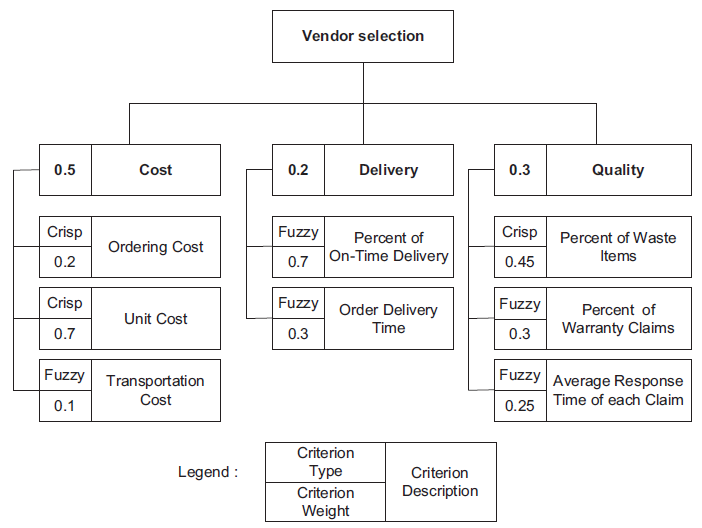 Vendor selection
0.5 Cost
0.2 Delivery
0.3 Quality
Crisp
0.2
Ordering Cost
Crisp
0.7
Unit Cost
Fuzzy
0.1
Transportation
Cost
Fuzzy
0.7
Percent of
On-Time Delivery
Fuzzy
0.3
Order Delivery
Time
Crisp
0.45
Percent of Waste
Items
Fuzzy
0.3
Percent of
Warranty Claims
Fuzzy
0.25
Average Response
Time of each Claim
Legend :
Criterion
Type
Criterion
Weight
Criterion
Description